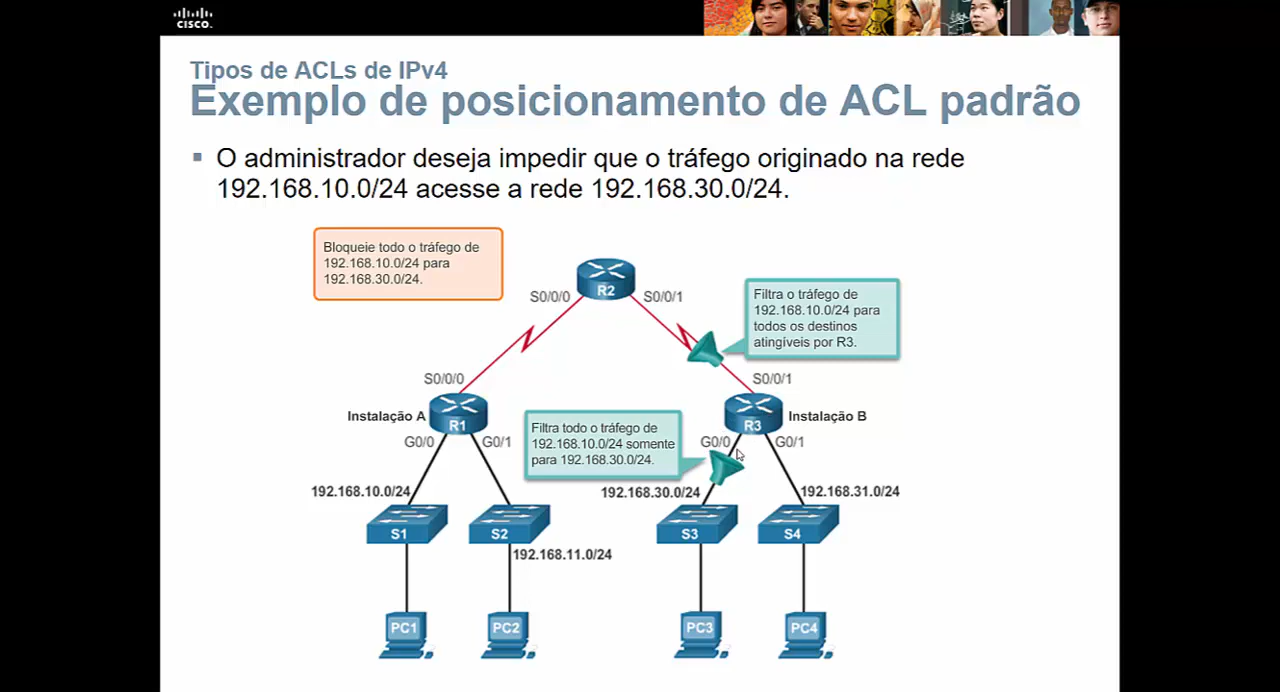 CISCO.
Tipos de ACLs de IPv4
Exemplo de posicionamento de ACL padrão
O administrador deseja impedir que o tráfego originado na rede
192.168.10.0/24 acesse a rede 192.168.30.0/24.
Bloqueie todo o tráfego de
192.168.10.0/24 para
192.168.30.0/24.
R2
S0/0/0
S0/0/1
Filtra o tráfego de
192.168.10.0/24 para
todos os destinos
atingíveis por R3.
S0/0/0
S0/0/1
Instalação A
R1
G0/0
G0/1
Filtra todo o tráfego de
192.168.10.0/24 somente
para 192.168.30.0/24.
R3
Instalação B
G0/0
G0/1
192.168.10.0/24
192.168.30.0/24
192.168.31.0/24
S1
S2
S3
S4
192.168.11.0/24
PC1
PC2
PC3
PC4